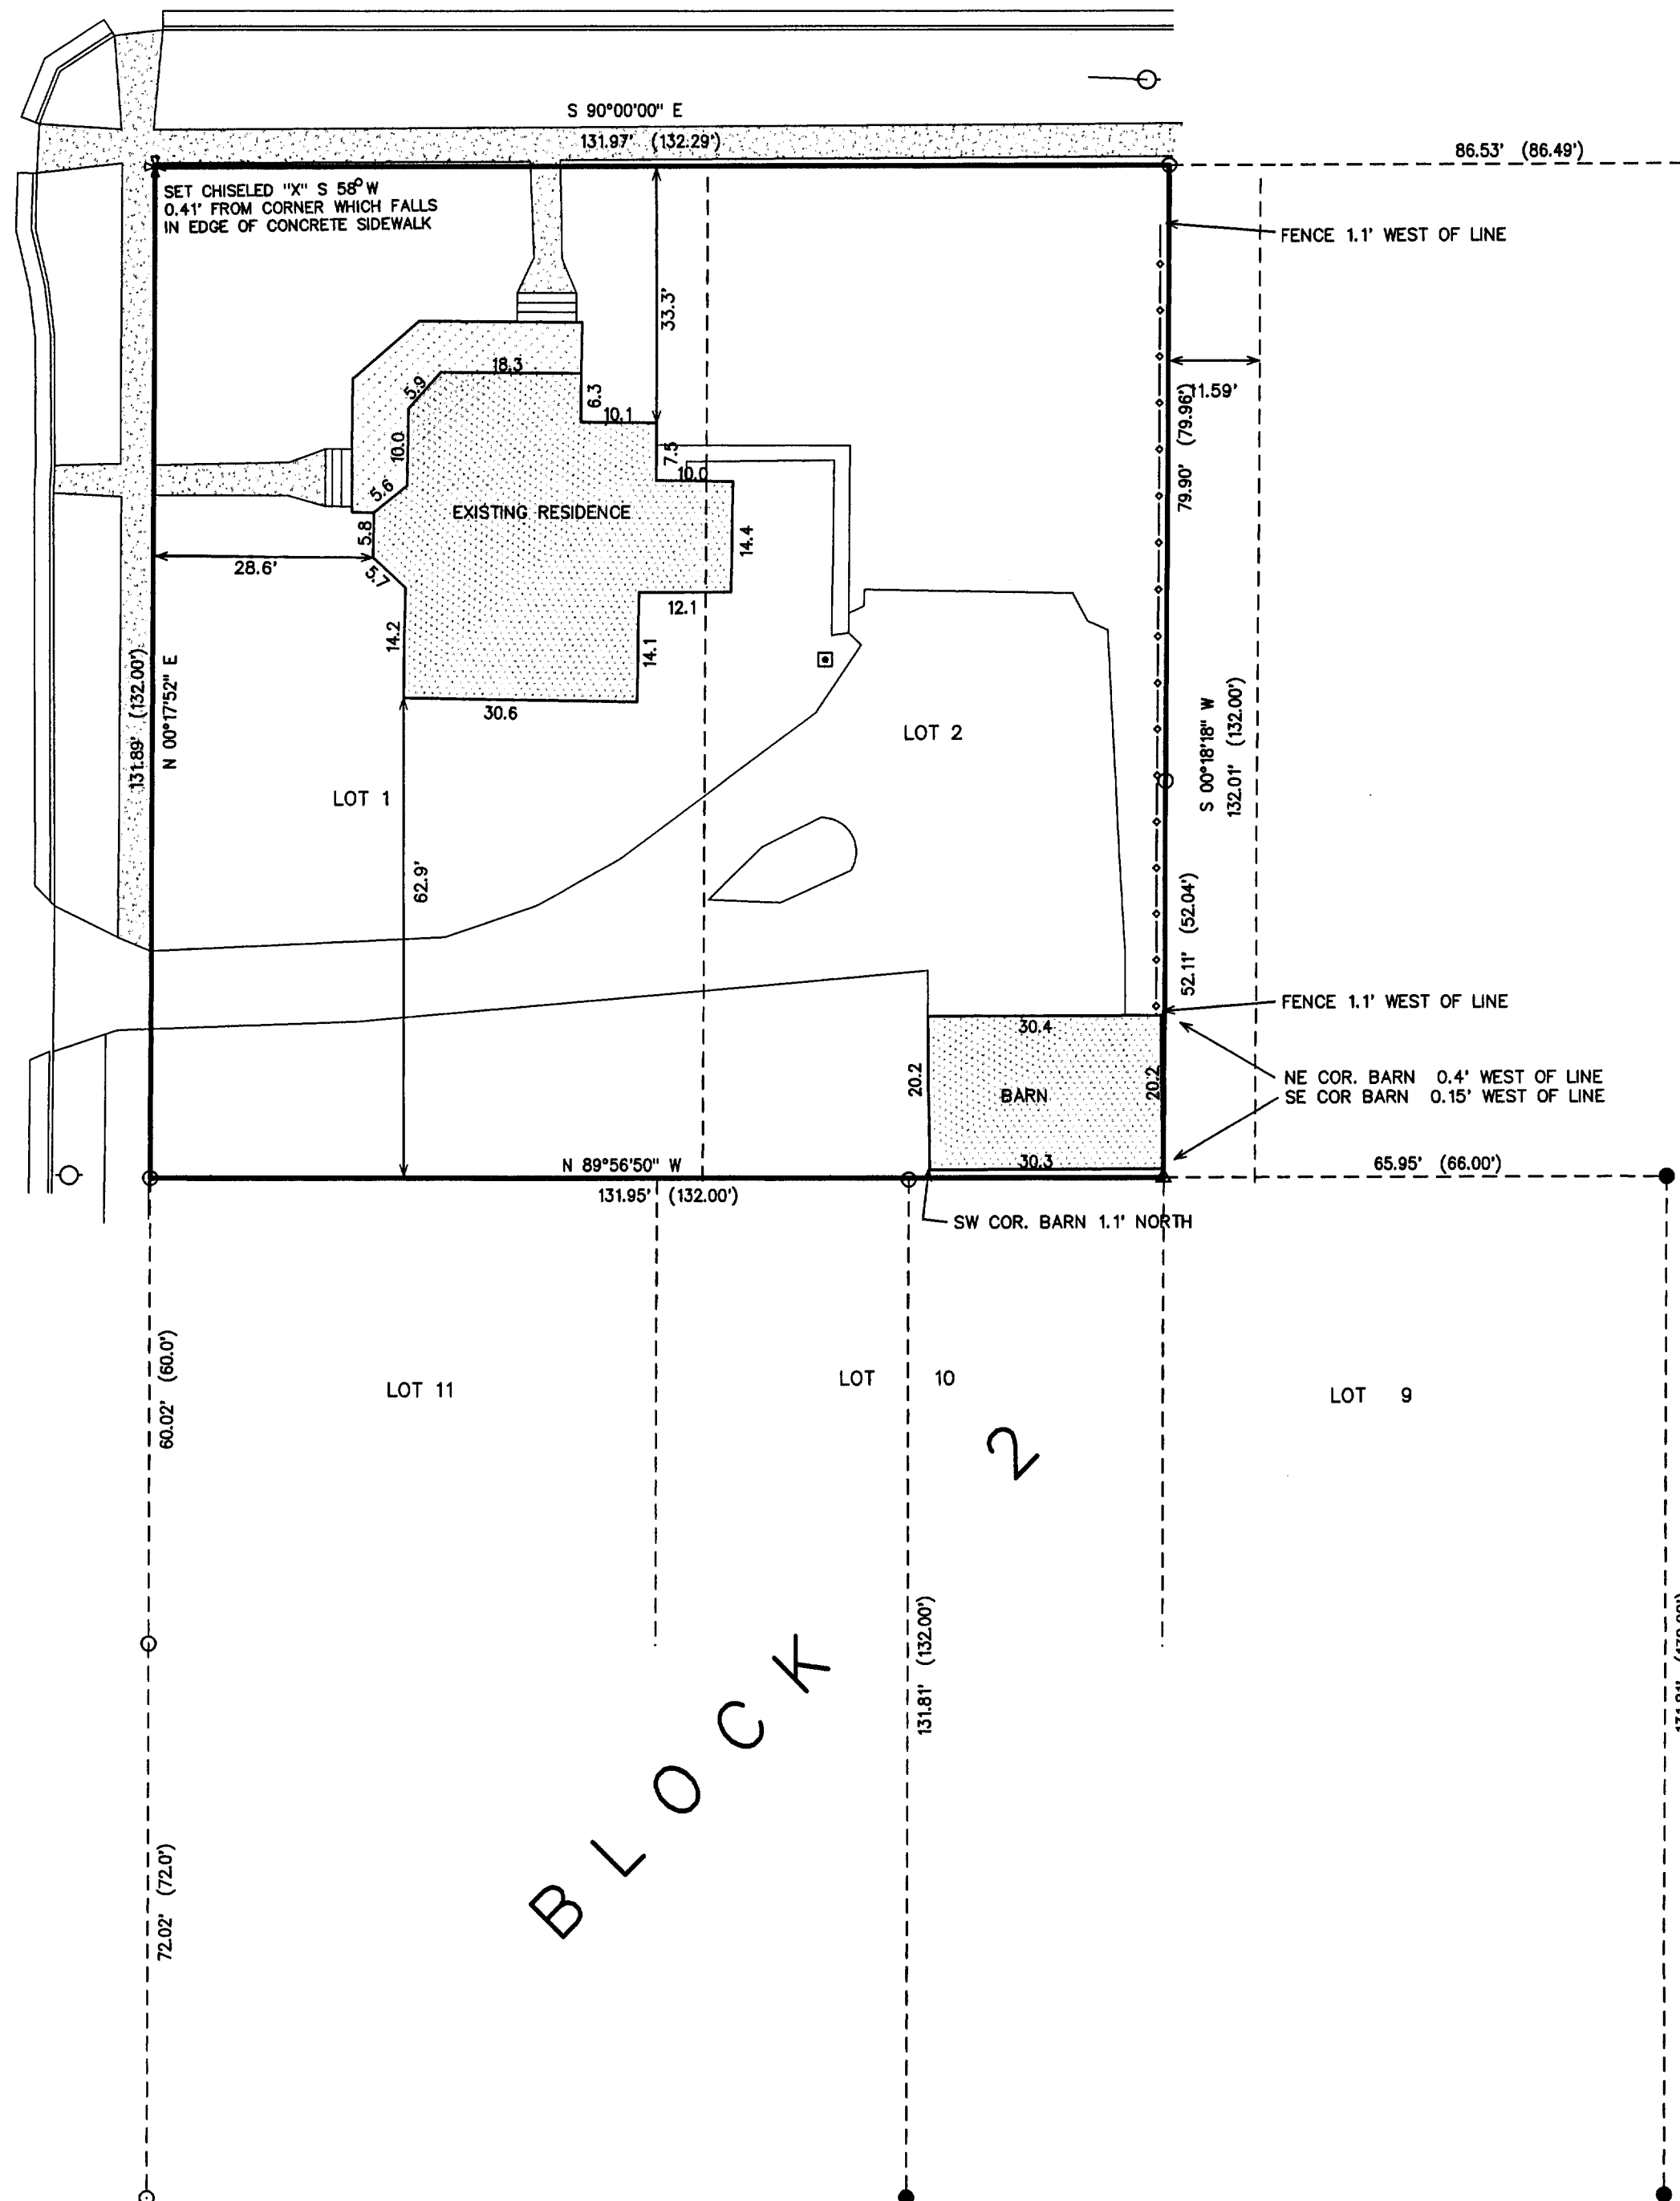 S 90°00'00" E
131.97' (132.29')
86.53' (86.49')
SET CHISELED "X" S 58° W
0.41' FROM CORNER WHICH FALLS
IN EDGE OF CONCRETE SIDEWALK
FENCE 1.1' WEST OF LINE
33.3'
18.3
5.9
6.3
10.1
11.59'
79.90' (79.96')
10.0
7.5
10.0
5.6
EXISTING RESIDENCE
5.8
14.4
28.6'
5.7
12.1
14.2
14.1
131.89' (132.00')
N 00°17'52" E
30.6
LOT 2
S 00°18'18" W
132.01' (132.00')
LOT 1
62.9'
52.11' (52.04')
FENCE 1.1' WEST OF LINE
30.4
20.2
BARN
20.2
NE COR. BARN 0.4' WEST OF LINE
SE COR BARN 0.15' WEST OF LINE
30.3
N 89°56'50" W
131.95' (132.00')
65.95' (66.00')
SW COR. BARN 1.1' NORTH
60.02' (60.0')
LOT 11
LOT 10
LOT 9
BLOCK 2
131.81' (132.00')
72.02' (72.0')